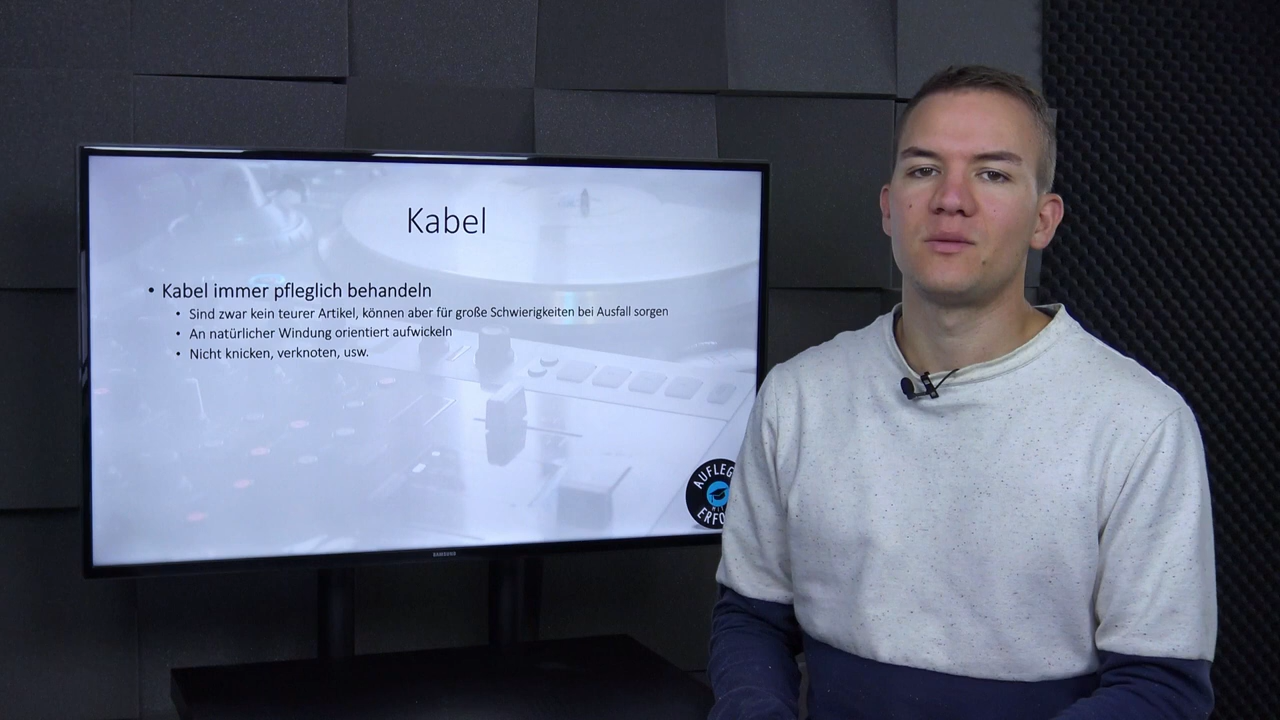 Kabel
• Kabel immer pfleglich behandeln
• Sind zwar kein teurer Artikel, können aber für große Schwierigkeiten bei Ausfall sorgen
• An natürlicher Windung orientiert aufwickeln
• Nicht knicken, verknoten, usw.
AUFLEG
ERFO
SAMSUNG